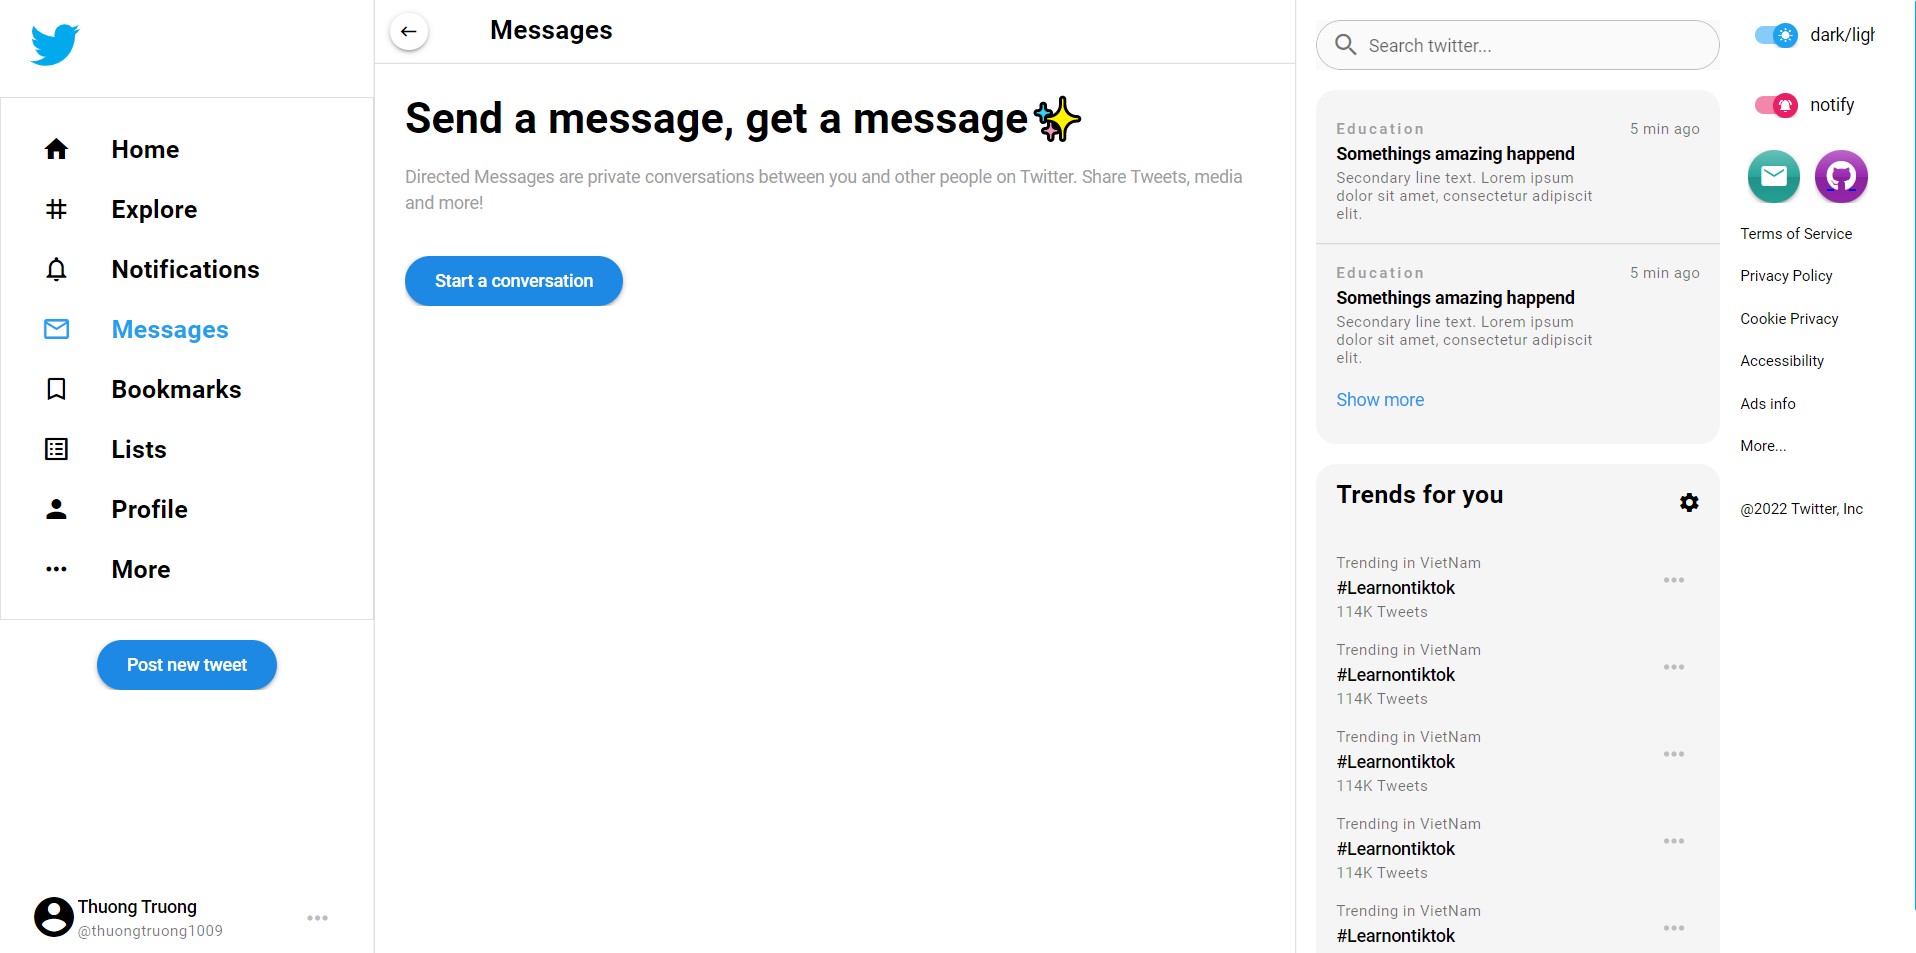 Home
Explore
Notifications
Messages
Bookmarks
Lists
Profile
More
Post new tweet
Thuong Truong
@thuongtruong1009
Messages
Send a message, get a message
Directed Messages are private conversations between you and other people on Twitter. Share Tweets, media
and more!
Start a conversation
Search twitter...
Education 5 min ago
Somethings amazing happend
Secondary line text. Lorem ipsum
dolor sit amet, consectetur adipiscit
elit.
Education 5 min ago
Somethings amazing happend
Secondary line text. Lorem ipsum
dolor sit amet, consectetur adipiscit
elit.
Show more
Trends for you
Trending in VietNam
#Learnontiktok
114K Tweets
Trending in VietNam
#Learnontiktok
114K Tweets
Trending in VietNam
#Learnontiktok
114K Tweets
Trending in VietNam
#Learnontiktok
114K Tweets
Trending in VietNam
#Learnontiktok
dark/ligh
notify
Terms of Service
Privacy Policy
Cookie Privacy
Accessibility
Ads info
More...
@2022 Twitter, Inc